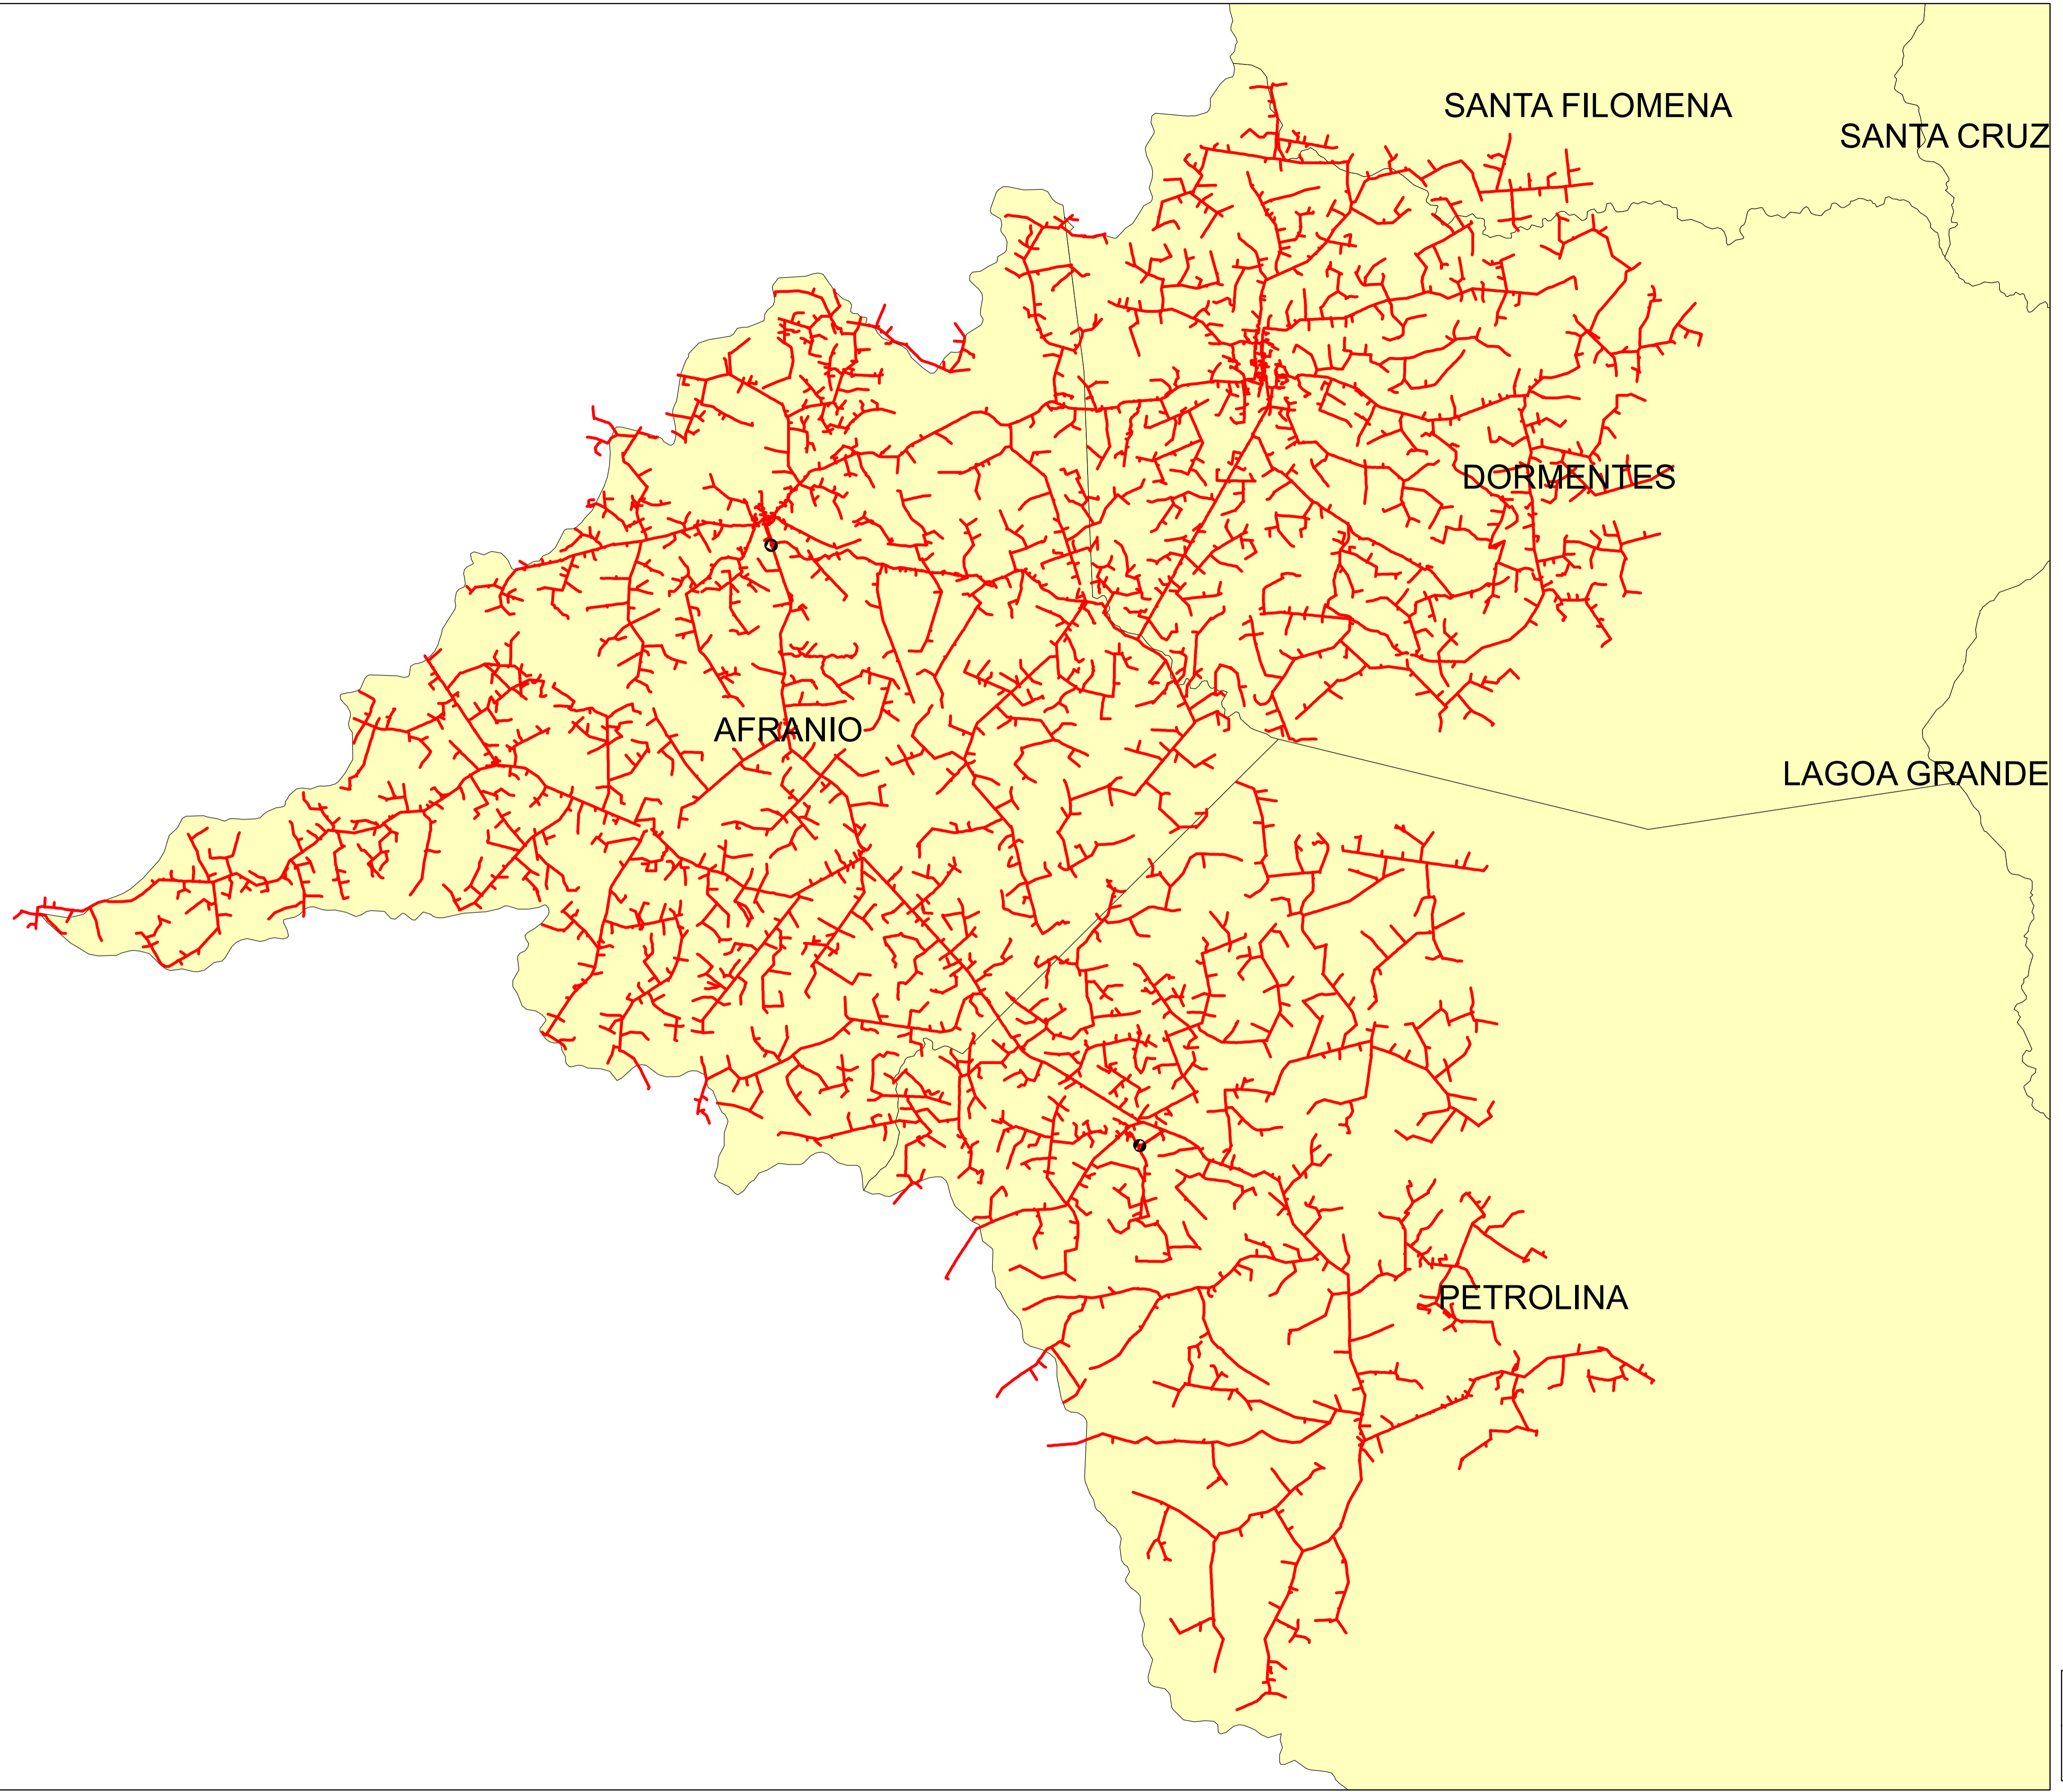 SANTA FILOMENA
SANTA CRUZ
DORMENTES
AFRANIO
LAGOA GRANDE
PETROLINA